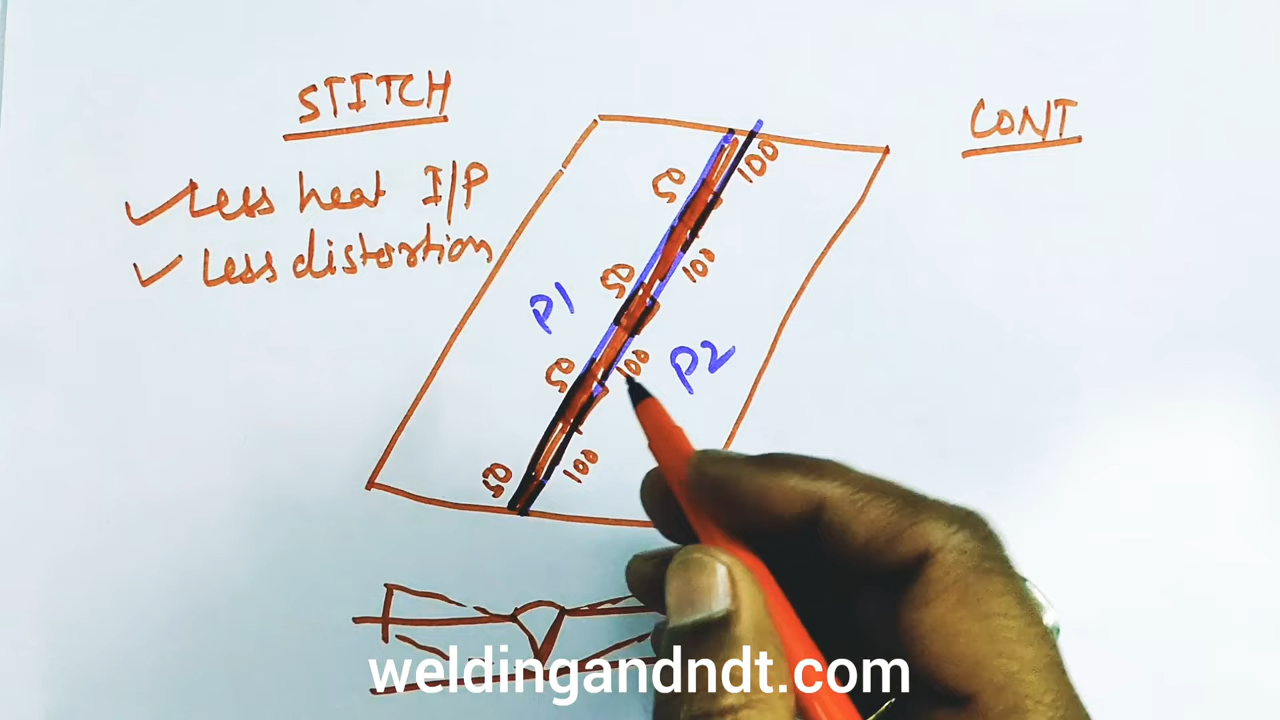 STITCH
CONT
✓ Less heat I/P
✓ Less distortion
50 100
50 100
P1 P2
50 100
50 100
weldingandndt.com